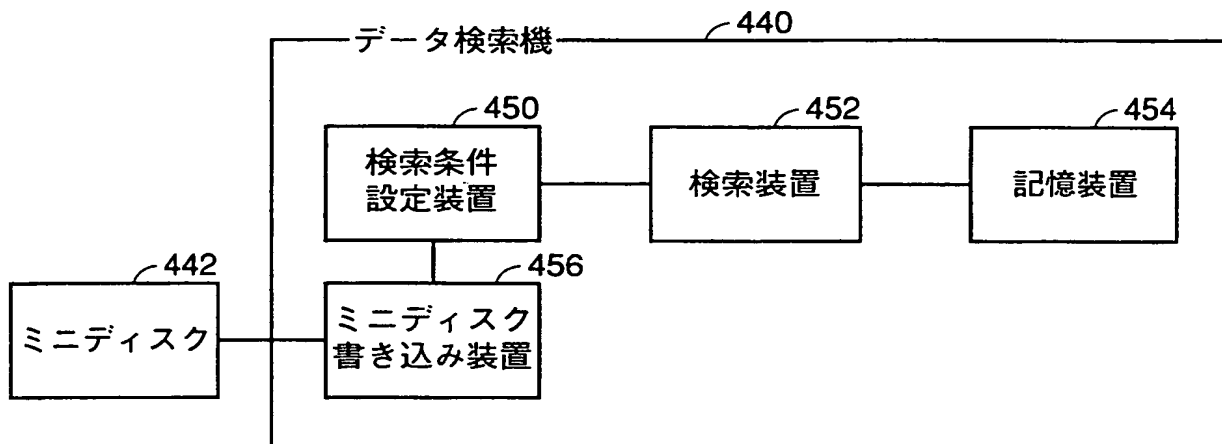 データ検索機
440
450
検索条件
設定装置
452
検索装置
454
記憶装置
442
ミニディスク
456
ミニディスク
書き込み装置